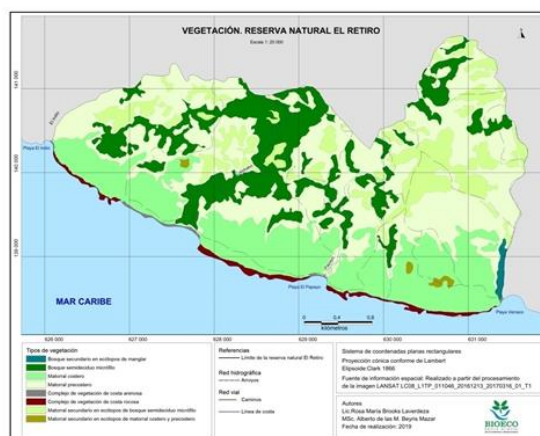 VEGETACIÓN. RESERVA NATURAL EL RETIRO
Escala 1: 20 000
141 000
140 000
139 000
Playa El Indio
Playa El Papayo
Playa Verraco
MAR CARIBE
0 0,4 0,8
kilómetros
626 000 627 000 628 000 629 000 630 000 631 000
Tipos de vegetación
Bosque secundario en ecótopos de manglar
Bosque semideciduo micrófilo
Matorral costero
Matorral precostero
Complejo de vegetación de costa arenosa
Complejo de vegetación de costa rocosa
Matorral secundario en ecótopos de bosque semideciduo micrófilo
Matorral secundario en ecótopos de matorral costero y precostero
Referencias
Límite de la reserva natural El Retiro
Red hidrográfica
Arroyos
Red vial
Caminos
Línea de costa
Sistema de coordenadas planas rectangulares
Proyección cónica conforme de Lambert
Elipsoide Clark 1866
Fuente de información espacial: Realizado a partir del procesamiento
de la imagen LANSAT LC08_L1TP_011046_20161213_20170316_01_T1
Autores
Lic.Rosa María Brooks Laverdeza
MSc. Alberto de las M. Beyris Mazar
Fecha de realización: 2019
BIOECO